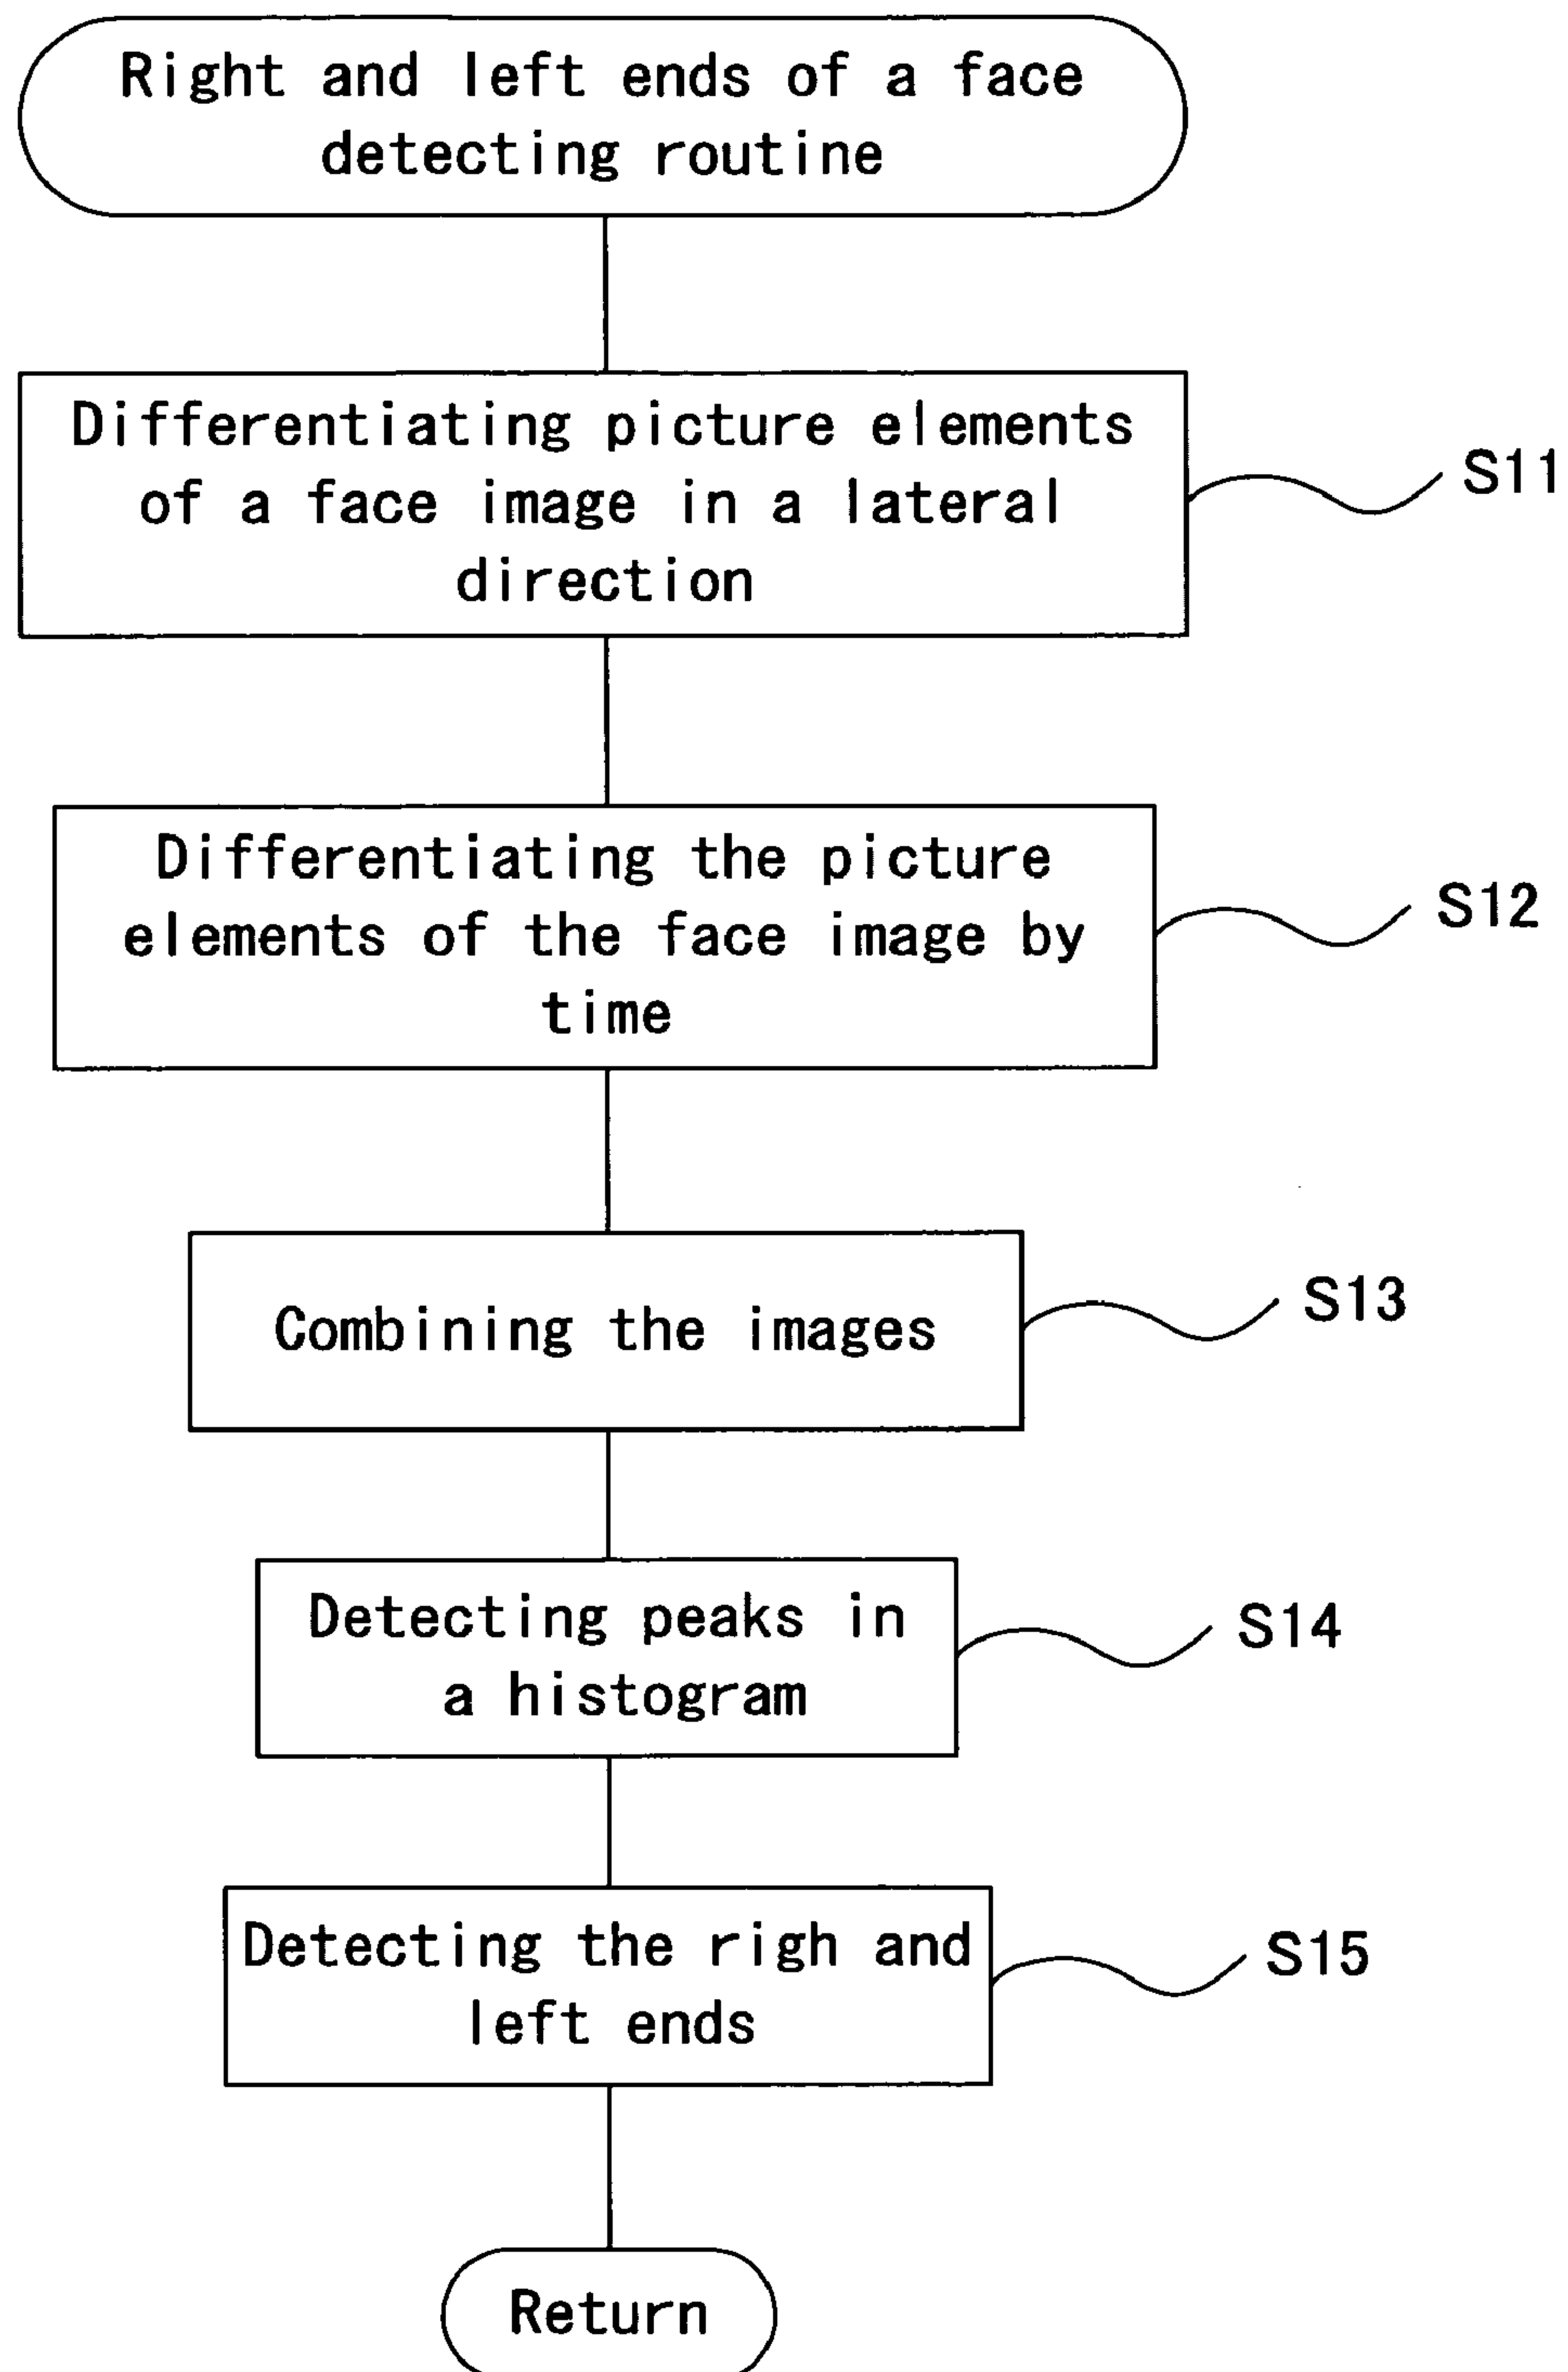 Right and left ends of a face
detecting routine
Differentiating picture elements
of a face image in a lateral
direction
S11
Differentiating the picture
elements of the face image by
time
S12
Combining the images
S13
Detecting peaks in
a histogram
S14
Detecting the righ and
left ends
S15
Return